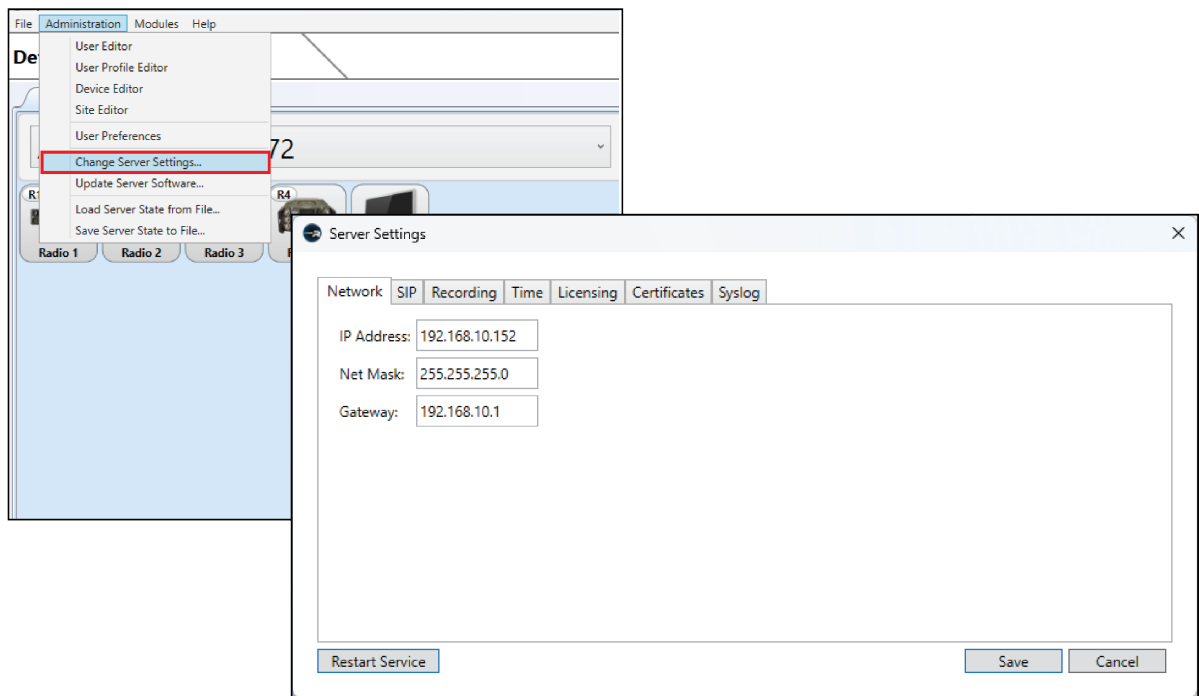 File Administration Modules Help
User Editor
User Profile Editor
Device Editor
Site Editor
User Preferences
72
Change Server Settings...
Update Server Software...
R4
Load Server State from File...
Save Server State to File...
Radio 1 Radio 2 Radio 3
Server Settings
Network SIP Recording Time Licensing Certificates Syslog
IP Address: 192.168.10.152
Net Mask: 255.255.255.0
Gateway: 192.168.10.1
Restart Service Save Cancel